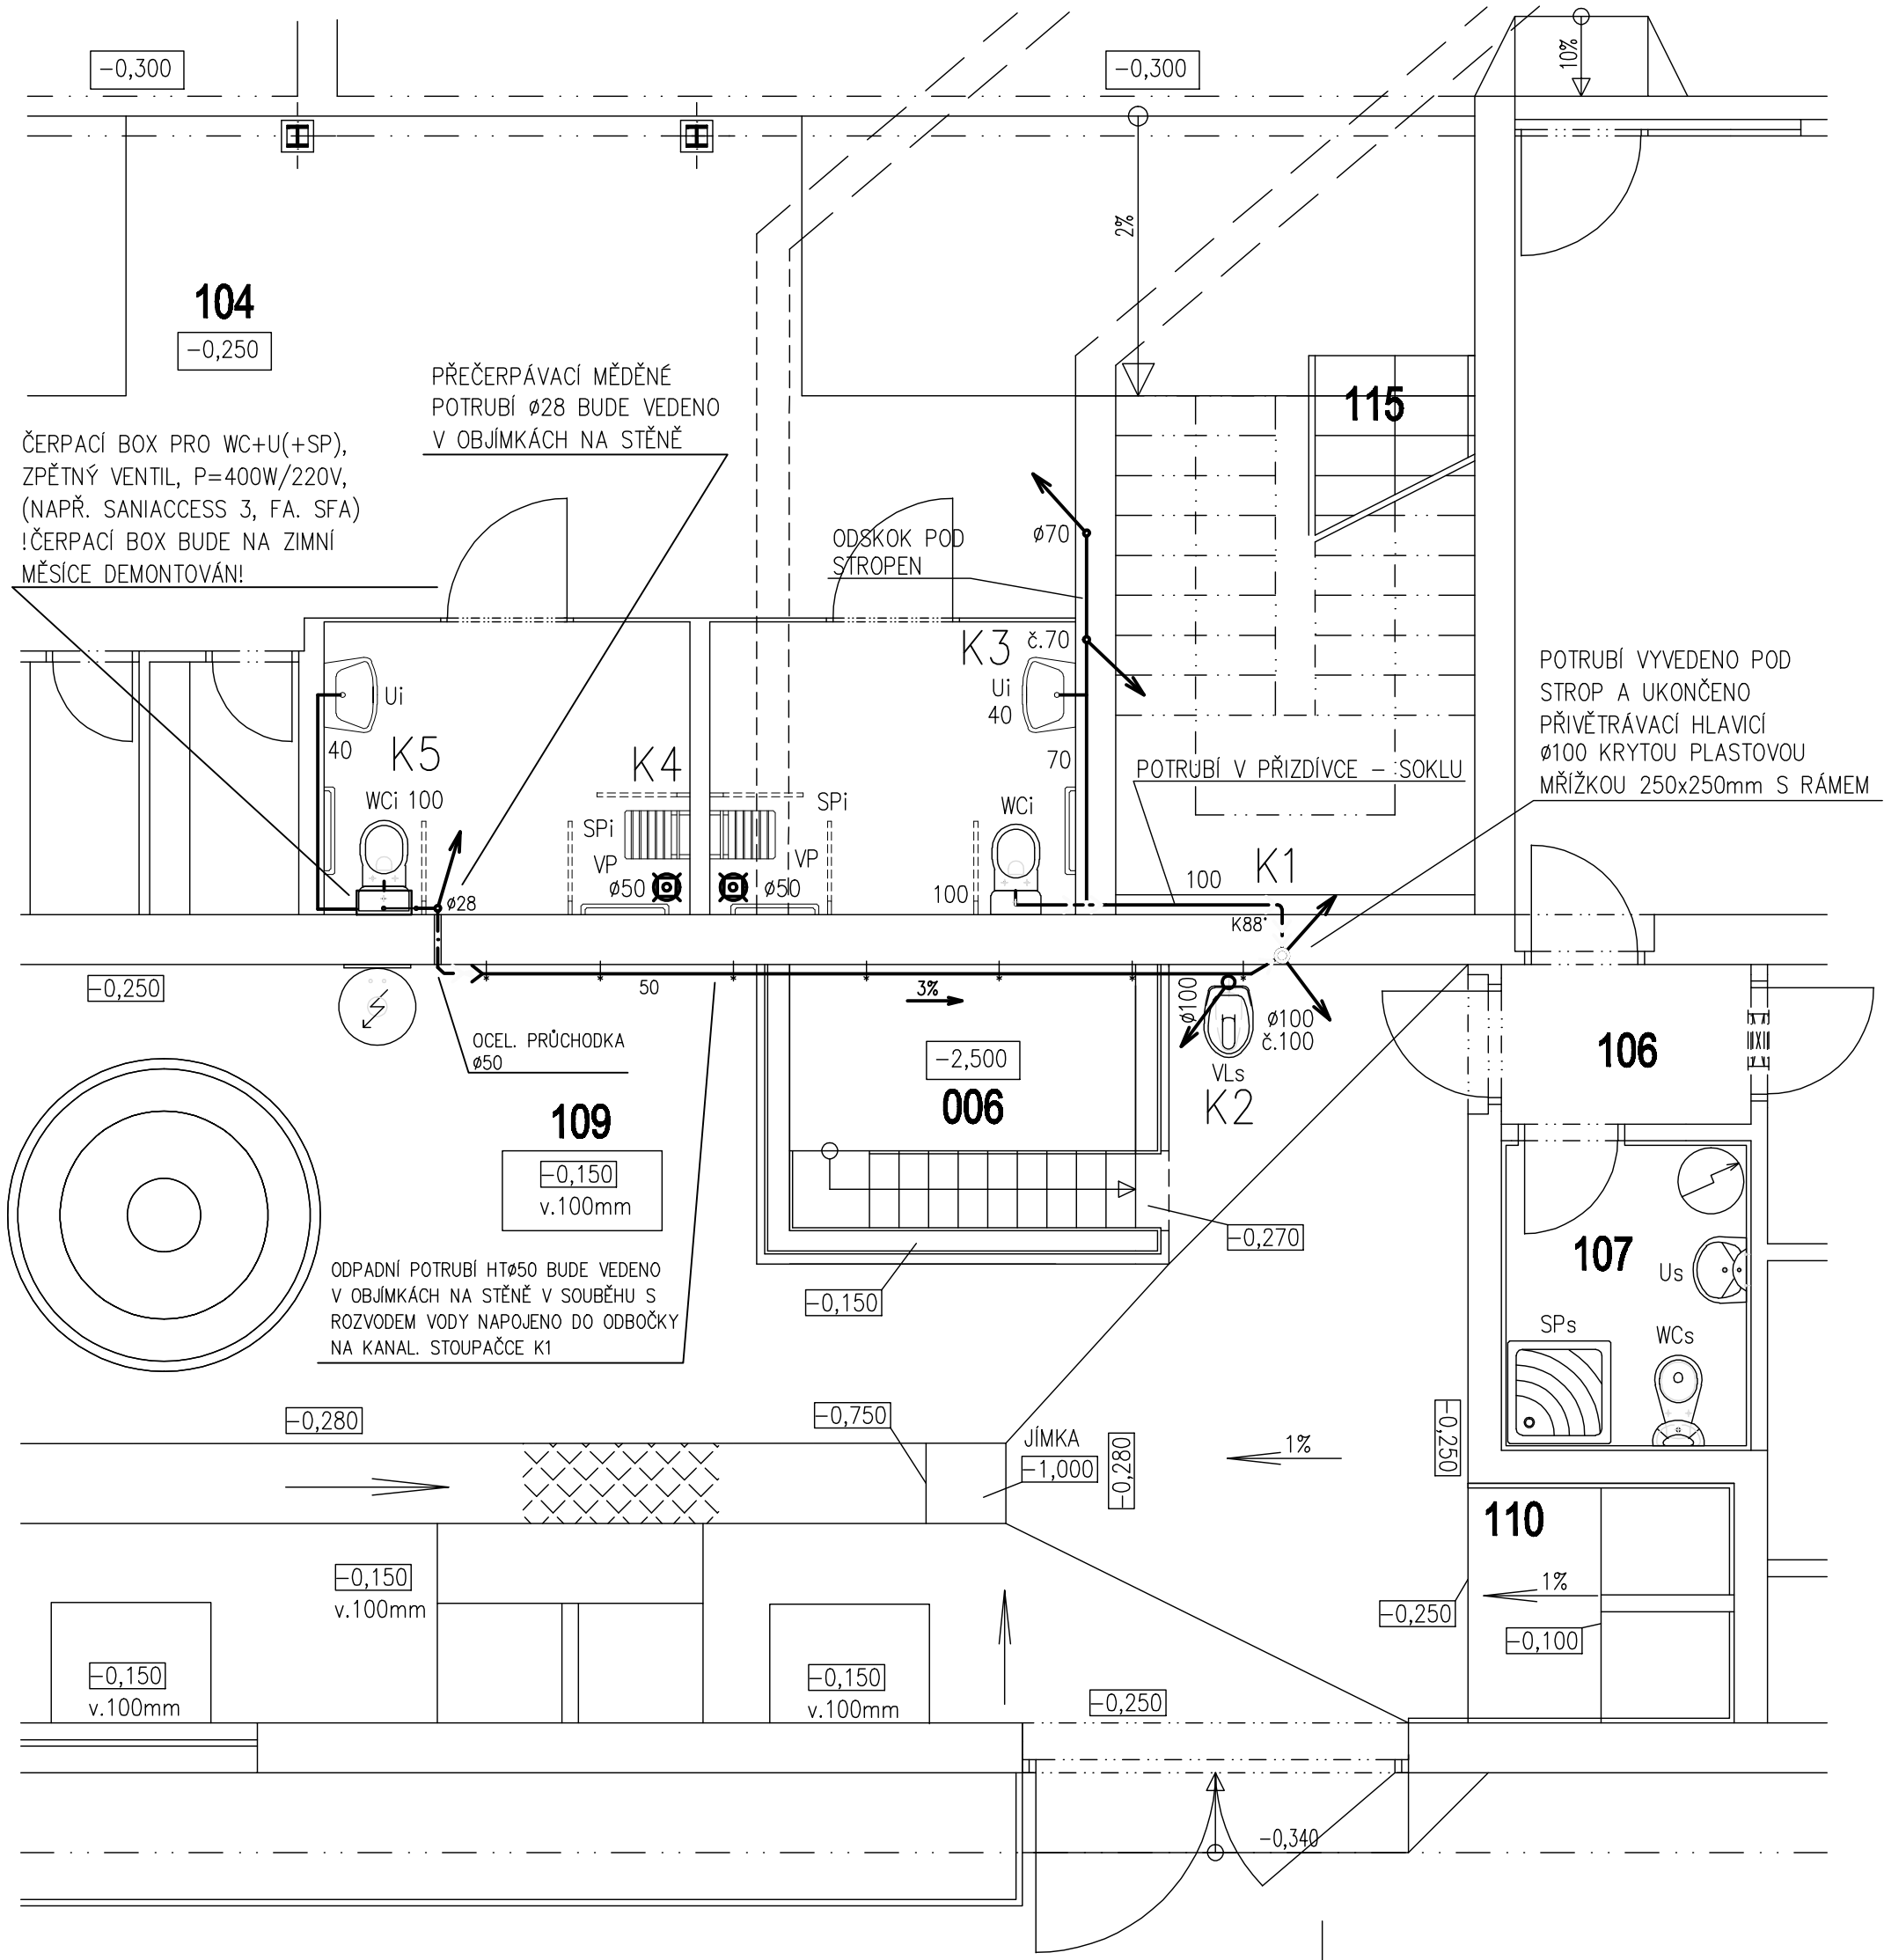 -0,300
-0,300
10%
2%
104
-0,250
PŘEČERPÁVACÍ MĚDĚNÉ
POTRUBÍ ø28 BUDE VEDENO
V OBJÍMKÁCH NA STĚNĚ
115
ČERPACÍ BOX PRO WC+U(+SP),
ZPĚTNÝ VENTIL, P=400W/220V,
(NAPŘ. SANIACCESS 3, FA. SFA)
!ČERPACÍ BOX BUDE NA ZIMNÍ
MĚSÍCE DEMONTOVÁN!
ODSKOK POD
STROPEN
ø70
K3
č.70
Ui
40
70
Ui
40
K5
WCi 100
K4
SPi
VP
ø50
SPi
VP
ø50
WCi
100
POTRUBÍ V PŘIZDÍVCE – SOKLU
POTRUBÍ VYVEDENO POD
STROP A UKONČENO
PŘIVĚTRÁVACÍ HLAVICÍ
ø100 KRYTOU PLASTOVOU
MŘÍŽKOU 250x250mm S RÁMEM
100
K1
K88°
ø28
-0,250
50
3%
ø100
ø100
č.100
VLs
K2
OCEL. PRŮCHODKA
ø50
-2,500
006
106
109
-0,150
v.100mm
-0,270
107
Us
SPs
WCs
ODPADNÍ POTRUBÍ HTø50 BUDE VEDENO
V OBJÍMKÁCH NA STĚNĚ V SOUBĚHU S
ROZVODEM VODY NAPOJENO DO ODBOČKY
NA KANAL. STOUPAČCE K1
-0,150
-0,280
-0,750
JÍMKA
-1,000
-0,280
1%
-0,250
110
1%
-0,250
-0,100
-0,150
v.100mm
-0,150
v.100mm
-0,150
v.100mm
-0,250
-0,340